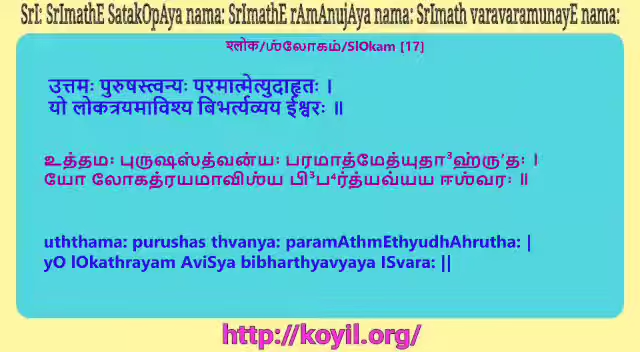 SrI: SrImathE SatakOpAya nama: SrImathE rAmAnujAya nama: SrImath varavaramunayE nama:
श्लोक/ஶ்லோகம்/SlOkam [17]
उत्तमः पुरुषस्त्वन्यः परमात्मेत्युदाहृतः ।
यो लोकत्रयमाविश्य बिभर्त्यव्यय ईश्वरः ॥
உத்தமঃ புருஷஸ்த்வன்யঃ பரமாத்மேத்யுதா³ஹ்ருʼதঃ ।
யோ லோகத்ரயமாவிஶ்ய பி³ப⁴ர்த்யவ்யய ஈஶ்வரঃ ॥
uththama: purushas thvanya: paramAthmEthyudhAhrutha: |
yO lOkathrayam AviSya bibharthyavyaya ISvara: ||
http://koyil.org/